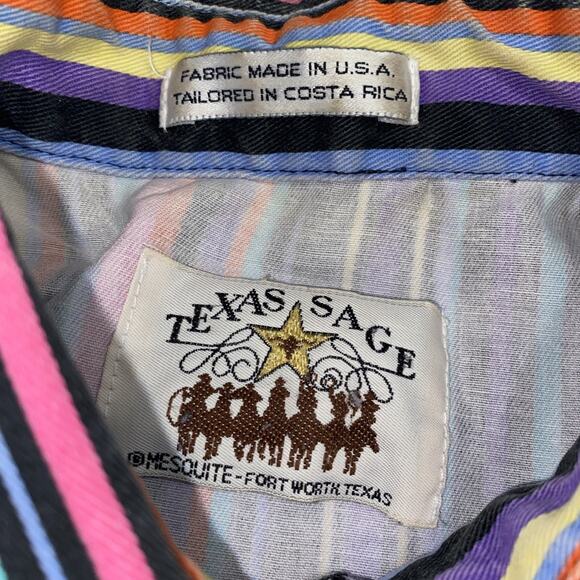 FABRIC MADE IN U.S.A.
TAILORED IN COSTA RICA
TEXAS SAGE
©MESQUITE-FORT WORTH TEXAS